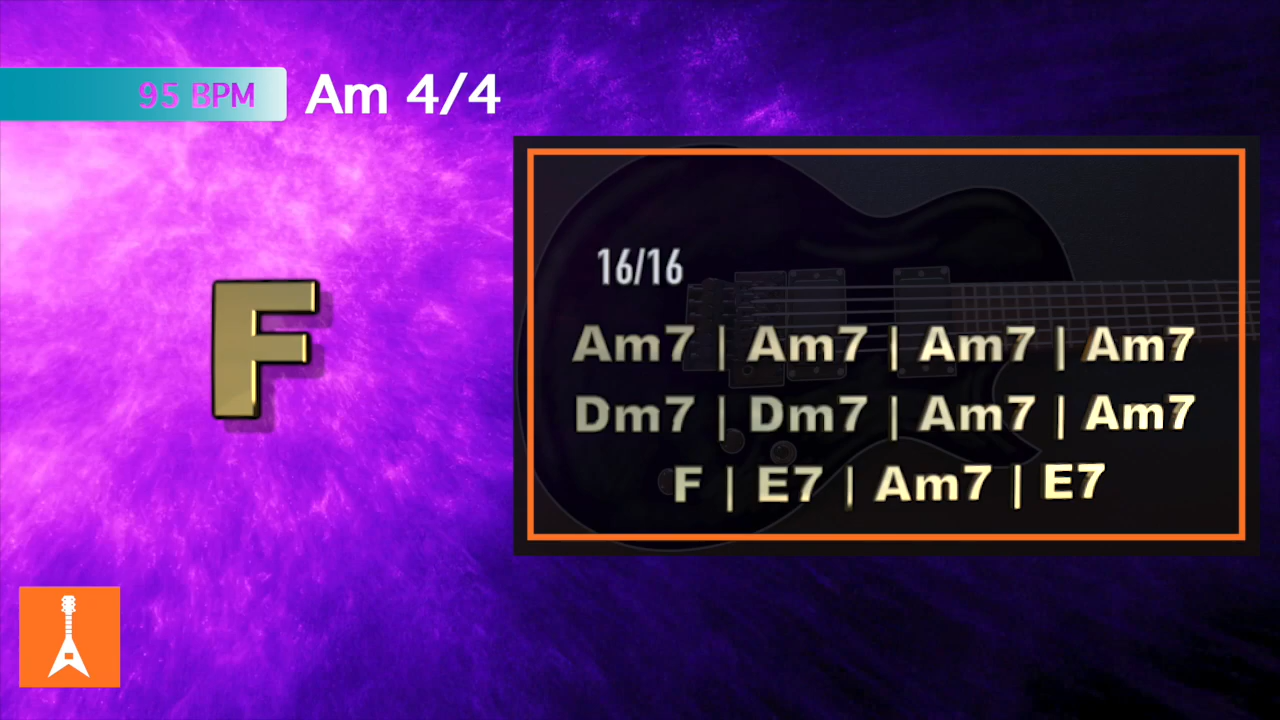 95 BPM Am 4/4
F
16/16
Am7 | Am7 | Am7 | Am7
Dm7 | Dm7 | Am7 | Am7
F | E7 | Am7 | E7